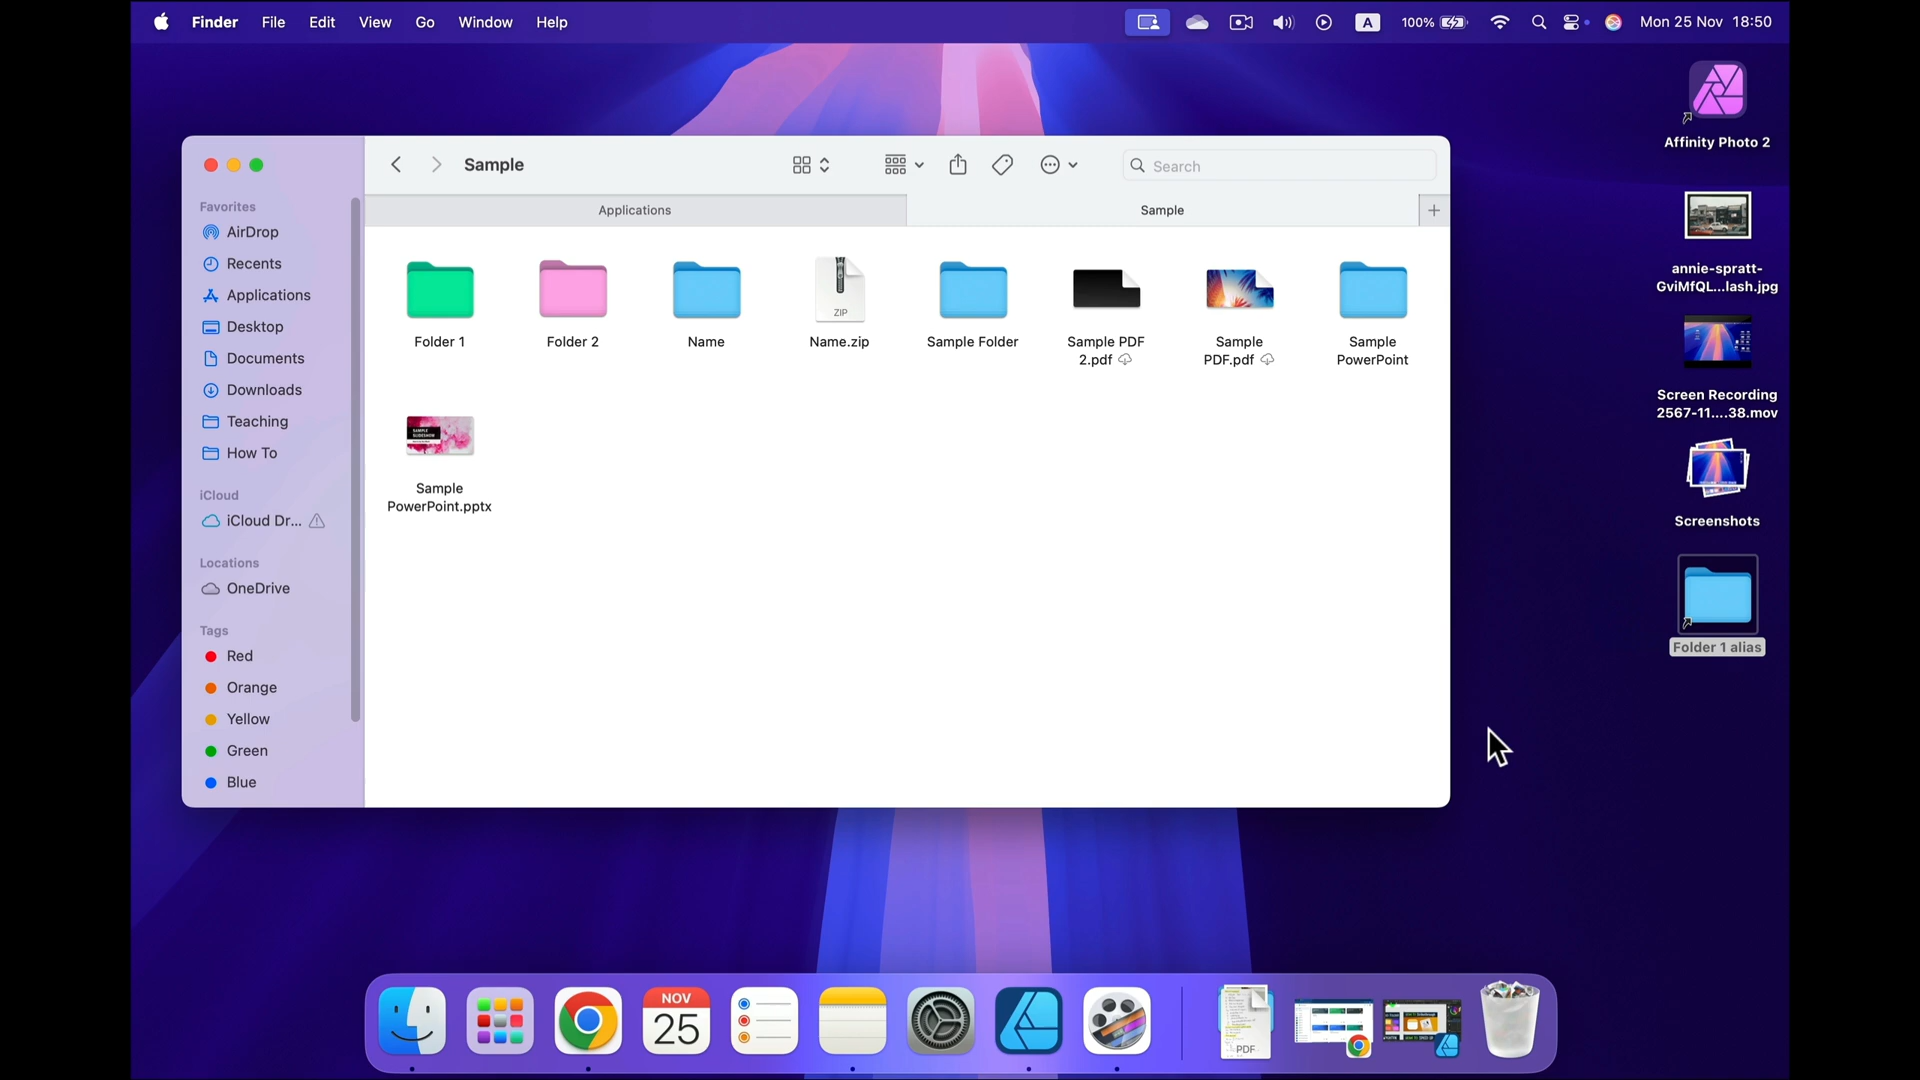 Finder File Edit View Go Window Help
A 100% Mon 25 Nov 18:50
Affinity Photo 2
annie-spratt-
GviMfQL...lash.jpg
Screen Recording
2567-11....38.mov
Screenshots
Folder 1 alias
Sample
Search
Applications
Sample
Favorites
AirDrop
Recents
Applications
Desktop
Documents
Downloads
Teaching
How To
iCloud
iCloud Dr...
Locations
OneDrive
Tags
Red
Orange
Yellow
Green
Blue
ZIP
Folder 1
Folder 2
Name
Name.zip
Sample Folder
Sample PDF
2.pdf
Sample
PDF.pdf
Sample
PowerPoint
SAMPLE
SLIDESHOW
Sample
PowerPoint.pptx
NOV
25
PDF